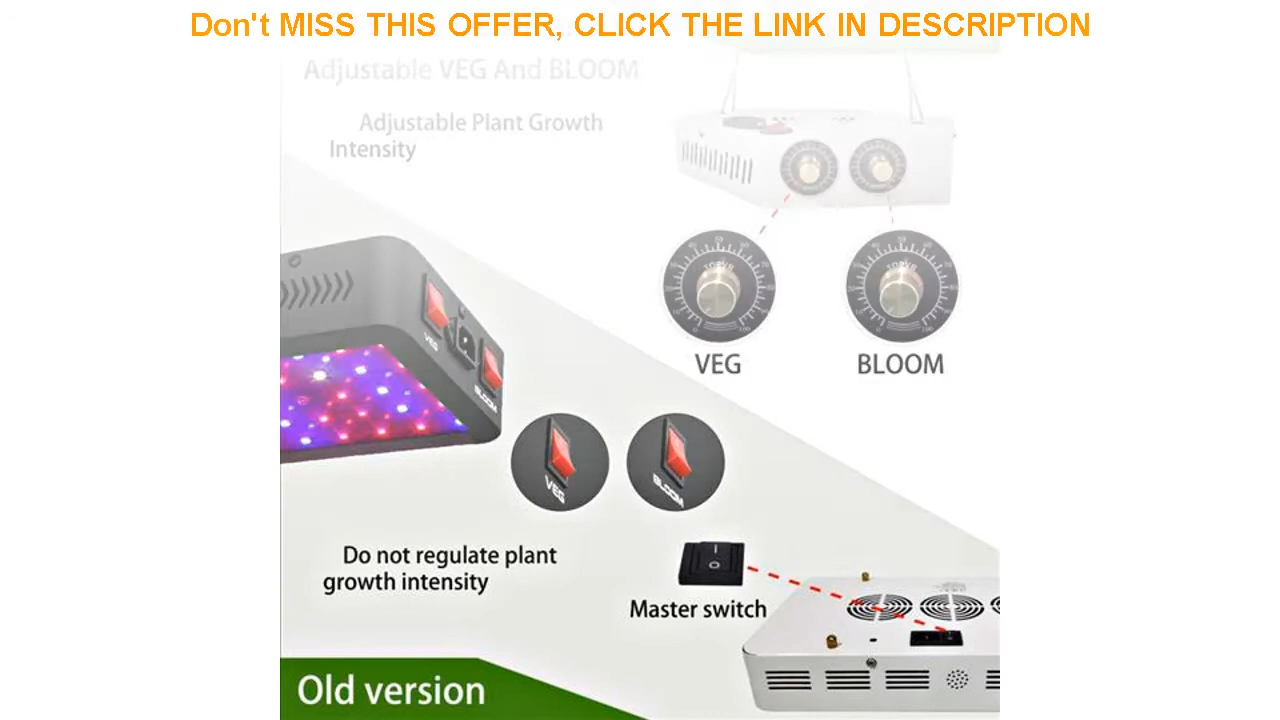 Don't MISS THIS OFFER, CLICK THE LINK IN DESCRIPTION
Adjustable VEG And BLOOM
Adjustable Plant Growth
Intensity
VEG
BLOOM
VEG
BLOOM
VEG
BLOOM
Do not regulate plant
growth intensity
Master switch
Old version